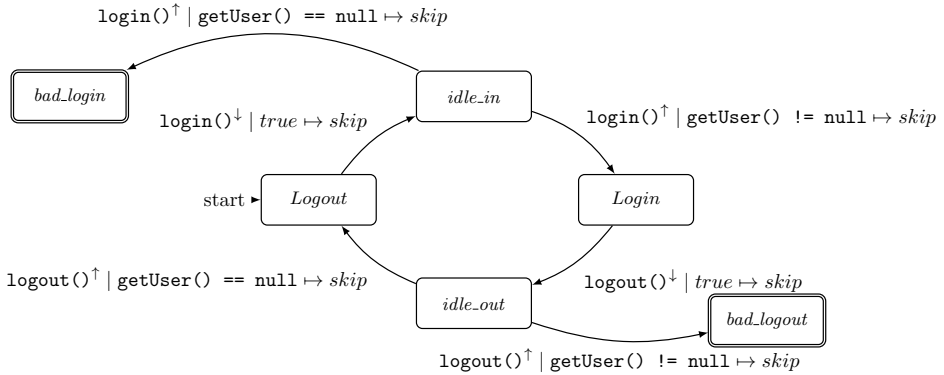 login()↑ | getUser() == null ↦ skip
bad_login
idle_in
login()↓ | true ↦ skip
login()↑ | getUser() != null ↦ skip
start
Logout
Login
logout()↑ | getUser() == null ↦ skip
idle_out
logout()↓ | true ↦ skip
bad_logout
logout()↑ | getUser() != null ↦ skip